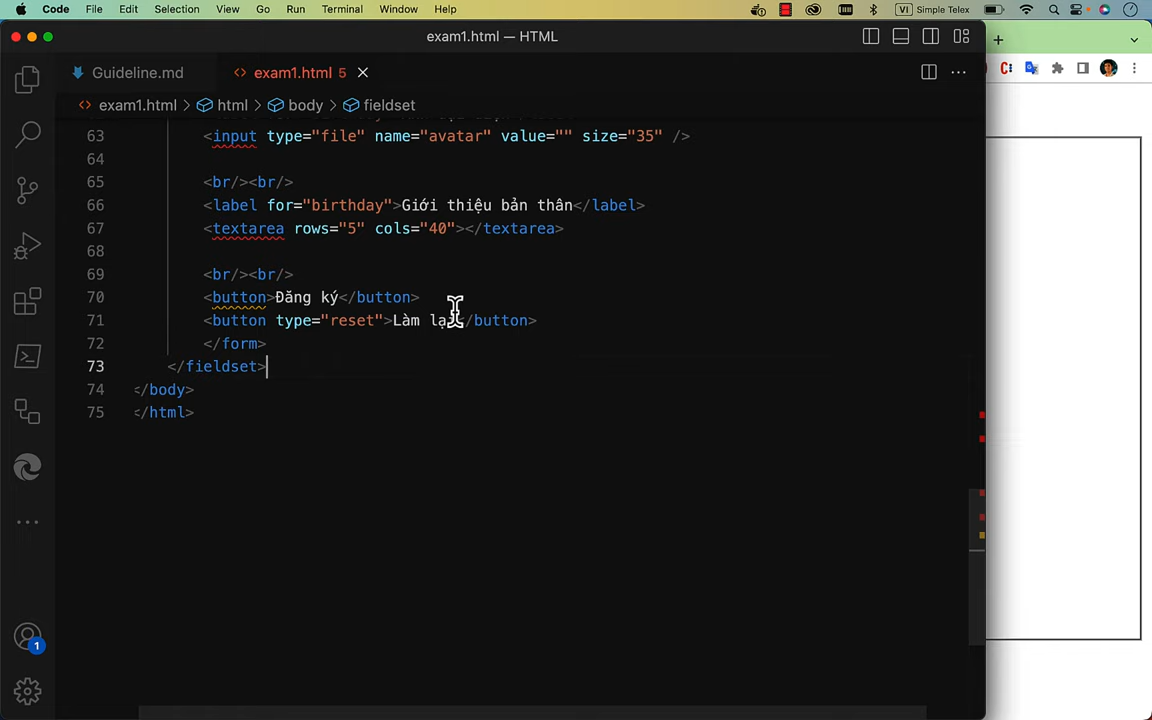 Code File Edit Selection View Go Run Terminal Window Help VI Simple Telex
exam1.html — HTML
Guideline.md <> exam1.html 5
<> exam1.html > html > body > fieldset
63 <input type="file" name="avatar" value="" size="35" />
64
65 <br/><br/>
66 <label for="birthday">Giới thiệu bản thân</label>
67 <textarea rows="5" cols="40"></textarea>
68
69 <br/><br/>
70 <button>Đăng ký</button>
71 <button type="reset">Làm lại</button>
72 </form>
73 </fieldset>
74 </body>
75 </html>
1